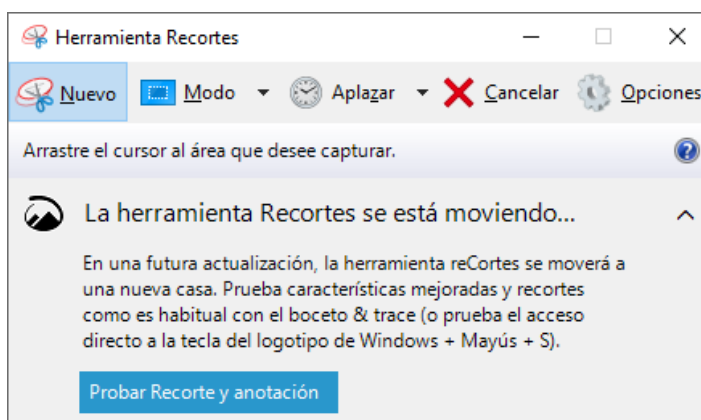 Herramienta Recortes
Nuevo Modo Aplazar Cancelar Opciones
Arrastre el cursor al área que desee capturar.
La herramienta Recortes se está moviendo...
En una futura actualización, la herramienta reCortes se moverá a
una nueva casa. Prueba características mejoradas y recortes
como es habitual con el boceto & trace (o prueba el acceso
directo a la tecla del logotipo de Windows + Mayús + S).
Probar Recorte y anotación